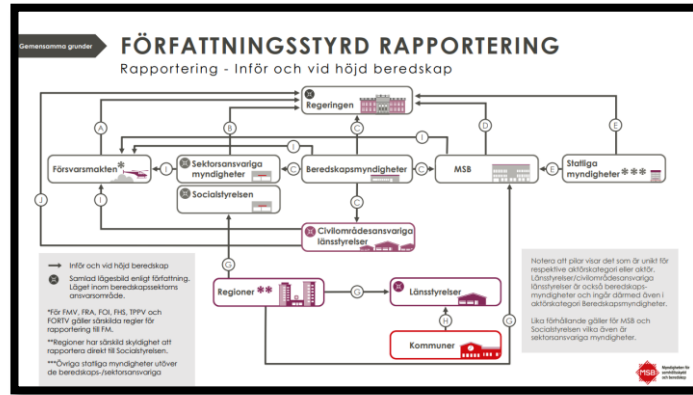 Gemensamma grunder
FÖRFATTNINGSSTYRD RAPPORTERING
Rapportering - Inför och vid höjd beredskap
Regeringen
A
B
C
D
E
I
I
Försvarsmakten *
I
Sektorsansvariga
myndigheter
C
Beredskapsmyndigheter
C
MSB
E
Statliga
myndigheter ***
Socialstyrelsen
J
I
C
Civilområdesansvariga
länsstyrelser
G
Inför och vid höjd beredskap
Samlad lägesbild enligt författning.
Läget inom beredskapssektorns
ansvarsområde.
*För FMV, FRA, FOI, FHS, TPPV och
FORTV gäller särskilda regler för
rapportering till FM.
**Regioner har särskild skyldighet att
rapportera direkt till Socialstyrelsen.
***Övriga statliga myndigheter utöver
de beredskaps-/sektorsansvariga
Regioner **
G
Länsstyrelser
G
H
Kommuner
Notera att pilar visar det som är unikt för
respektive aktörskategori eller aktör.
Länsstyrelser/civilområdesansvariga
länsstyrelser är också beredskaps-
myndigheter och ingår därmed även i
aktörskategori Beredskapsmyndigheter.
Lika förhållande gäller för MSB och
Socialstyrelsen vilka även är
sektorsansvariga myndigheter.
MSB
Myndigheten för
samhällsskydd
och beredskap